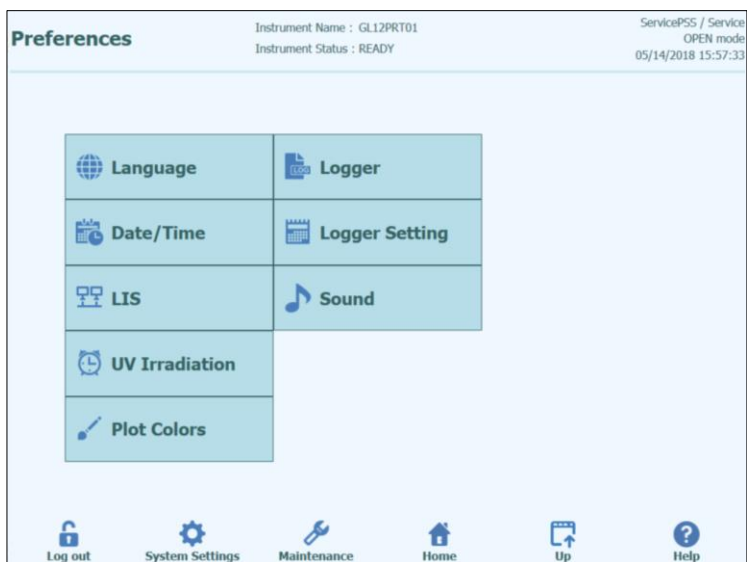 Preferences
Instrument Name : GL12PRT01
Instrument Status : READY
ServicePSS / Service
OPEN mode
05/14/2018 15:57:33
Language
Logger
LOG
Date/Time
Logger Setting
LIS
Sound
UV Irradiation
Plot Colors
Log out
System Settings
Maintenance
Home
Up
Help